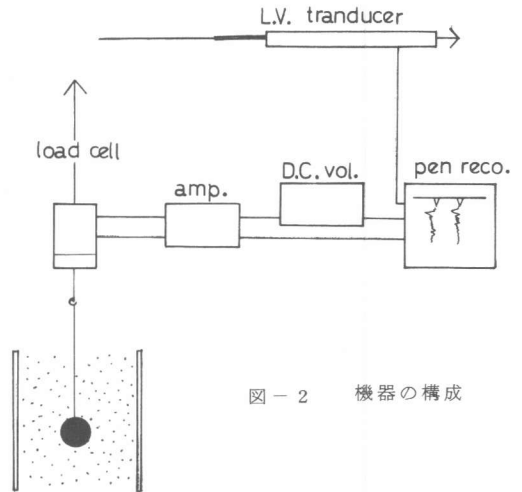 L.V. tranducer
load cell
amp.
D.C. vol.
pen reco.
図－2 機器の構成